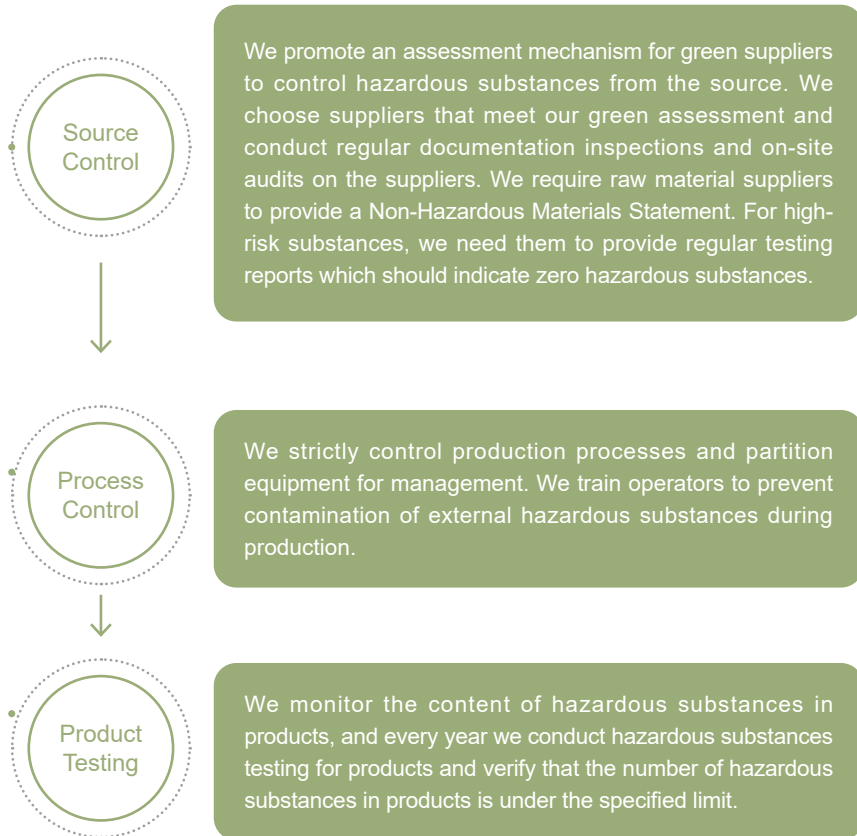 Source
Control
We promote an assessment mechanism for green suppliers
to control hazardous substances from the source. We
choose suppliers that meet our green assessment and
conduct regular documentation inspections and on-site
audits on the suppliers. We require raw material suppliers
to provide a Non-Hazardous Materials Statement. For high-
risk substances, we need them to provide regular testing
reports which should indicate zero hazardous substances.
Process
Control
We strictly control production processes and partition
equipment for management. We train operators to prevent
contamination of external hazardous substances during
production.
Product
Testing
We monitor the content of hazardous substances in
products, and every year we conduct hazardous substances
testing for products and verify that the number of hazardous
substances in products is under the specified limit.